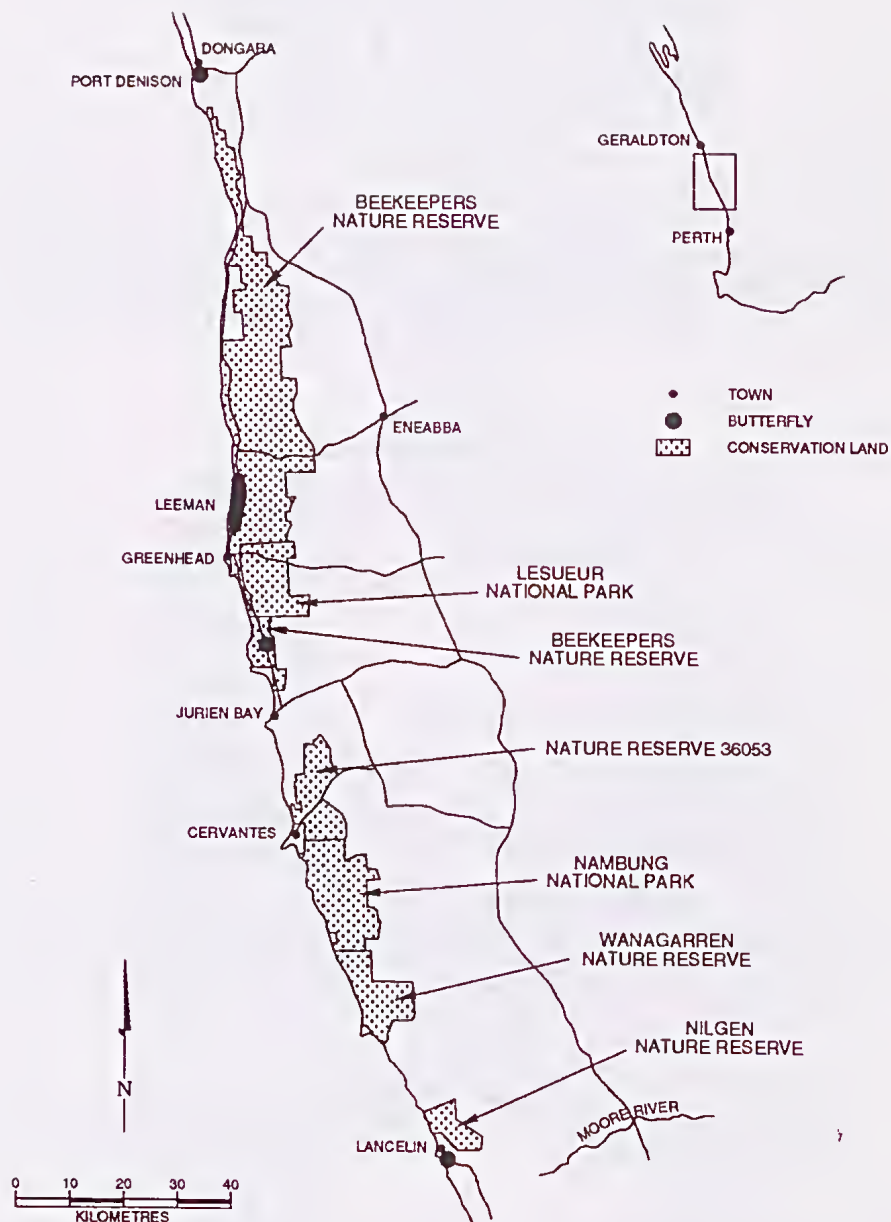 DONGARA
PORT DENISON
GERALDTON
BEEKEEPERS
NATURE RESERVE
PERTH
TOWN
BUTTERFLY
CONSERVATION LAND
ENEABBA
LEEMAN
GREENHEAD
LESUEUR
NATIONAL PARK
BEEKEEPERS
NATURE RESERVE
JURIEN BAY
NATURE RESERVE 36053
CERVANTES
NAMBUNG
NATIONAL PARK
WANAGARREN
NATURE RESERVE
NILGEN
NATURE RESERVE
N
MOORE RIVER
LANCELIN
0 10 20 30 40
KILOMETRES